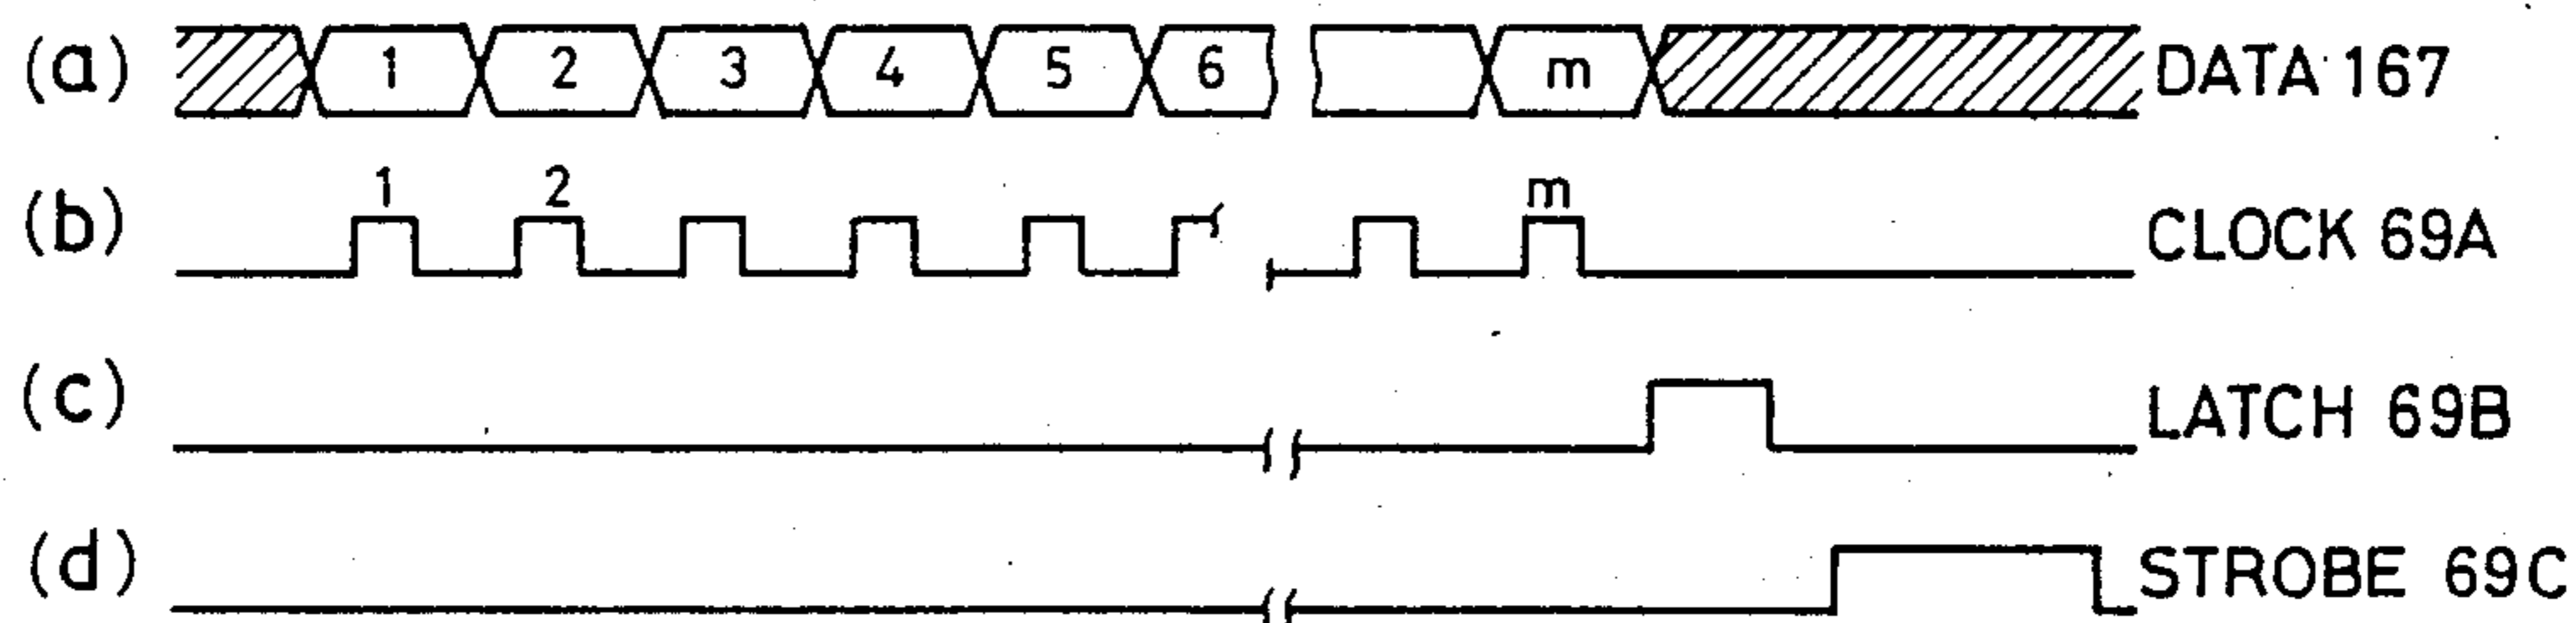 (a) 1 2 3 4 5 6 m DATA 167
1 2 m
(b) CLOCK 69A
(c) LATCH 69B
(d) STROBE 69C